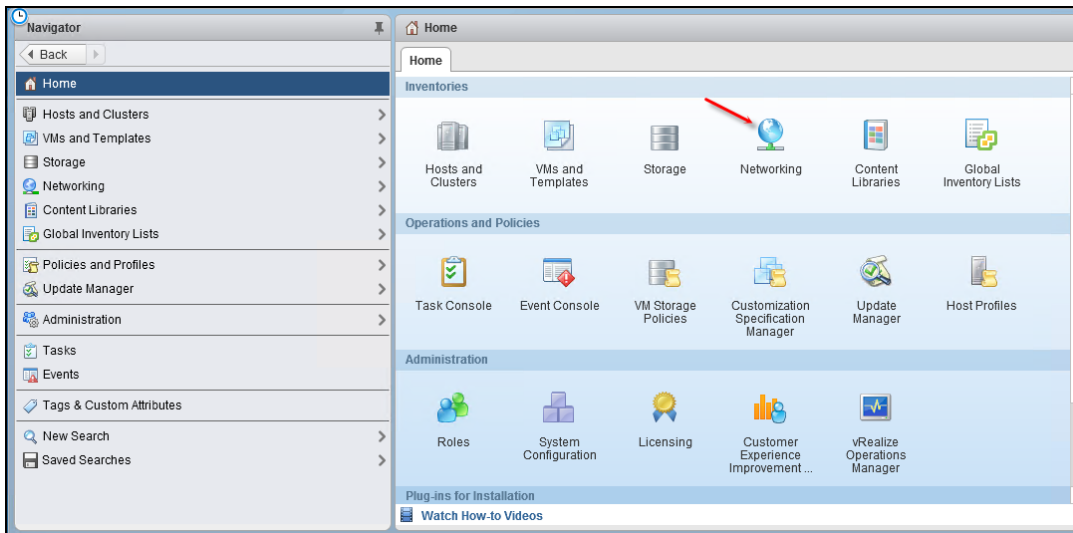 Navigator
Back
Home
Hosts and Clusters
VMs and Templates
Storage
Networking
Content Libraries
Global Inventory Lists
Policies and Profiles
Update Manager
Administration
Tasks
Events
Tags & Custom Attributes
New Search
Saved Searches
Home
Home
Inventories
Hosts and
Clusters
VMs and
Templates
Storage
Networking
Content
Libraries
Global
Inventory Lists
Operations and Policies
Task Console
Event Console
VM Storage
Policies
Customization
Specification
Manager
Update
Manager
Host Profiles
Administration
Roles
System
Configuration
Licensing
Customer
Experience
Improvement ...
vRealize
Operations
Manager
Plug-ins for Installation
Watch How-to Videos